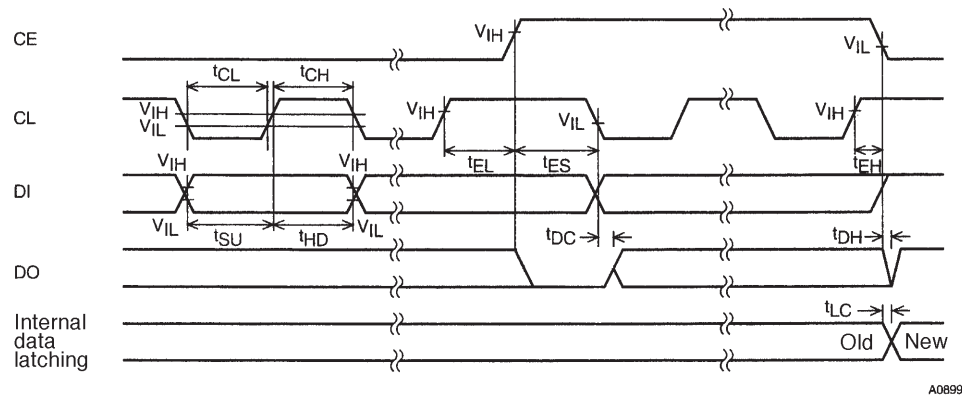 CE
VIH
VIL
tCL
tCH
CL
VIH
VIL
VIH
VIL
VIH
VIH
VIH
tEL
tES
tEH
DI
VIL
VIL
tSU
tHD
tDC
tDH
DO
tLC
Internal
data
latching
Old
New
A0899